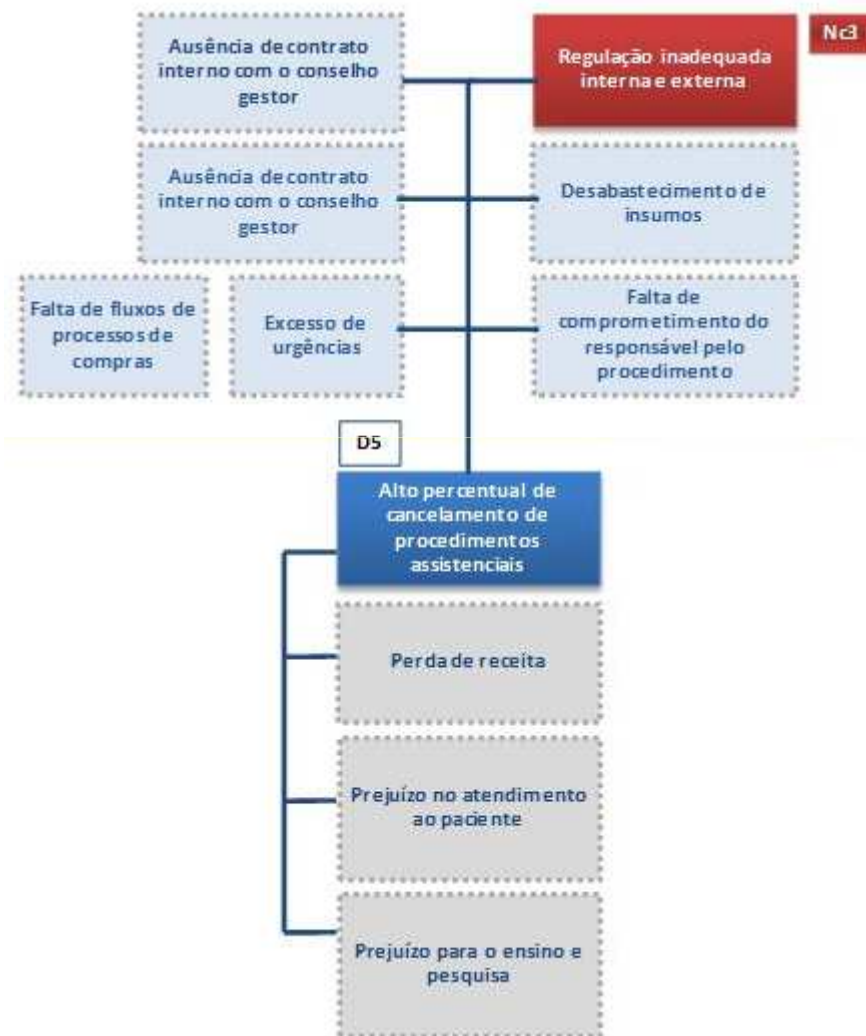 Ausência de contrato
interno com o conselho
gestor
Regulação inadequada
interna e externa
Nc3
Ausência de contrato
interno com o conselho
gestor
Desabastecimento de
insumos
Falta de fluxos de
processos de
compras
Excesso de
urgências
Falta de
comprometimento do
responsável pelo
procedimento
D5
Alto percentual de
cancelamento de
procedimentos
assistenciais
Perda de receita
Prejuízo no atendimento
ao paciente
Prejuízo para o ensino e
pesquisa